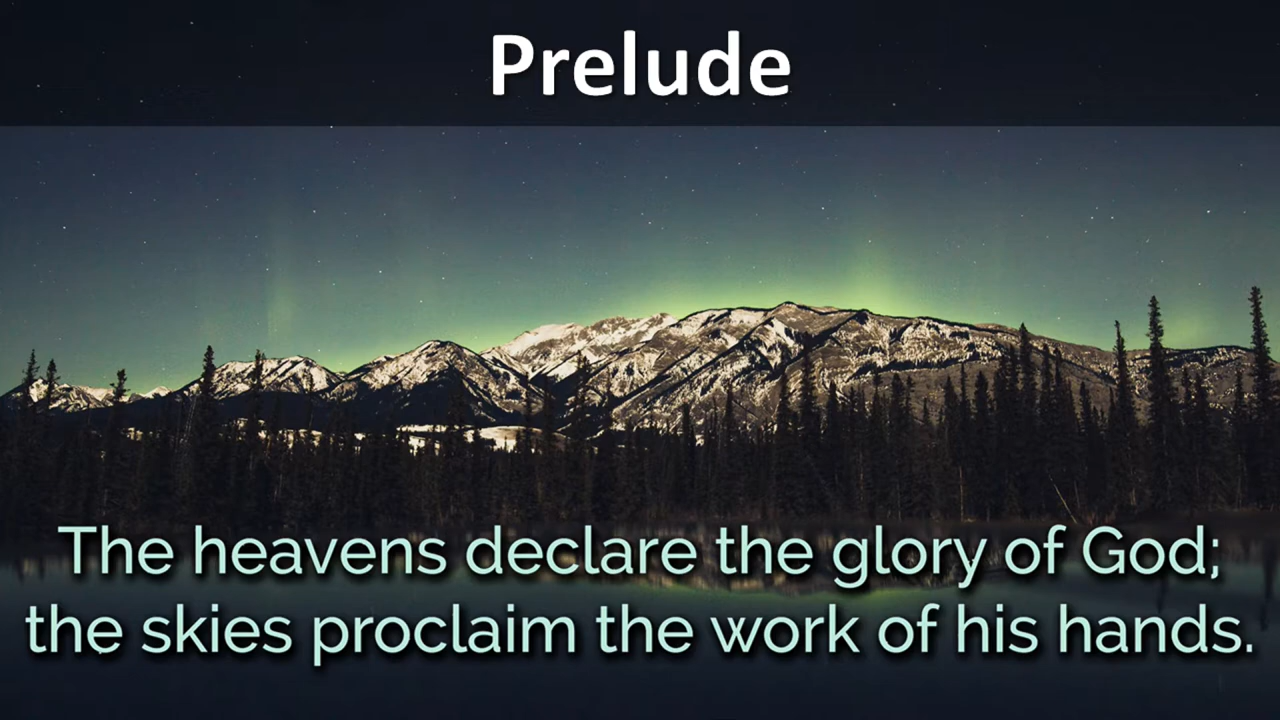 Prelude
The heavens declare the glory of God;
the skies proclaim the work of his hands.